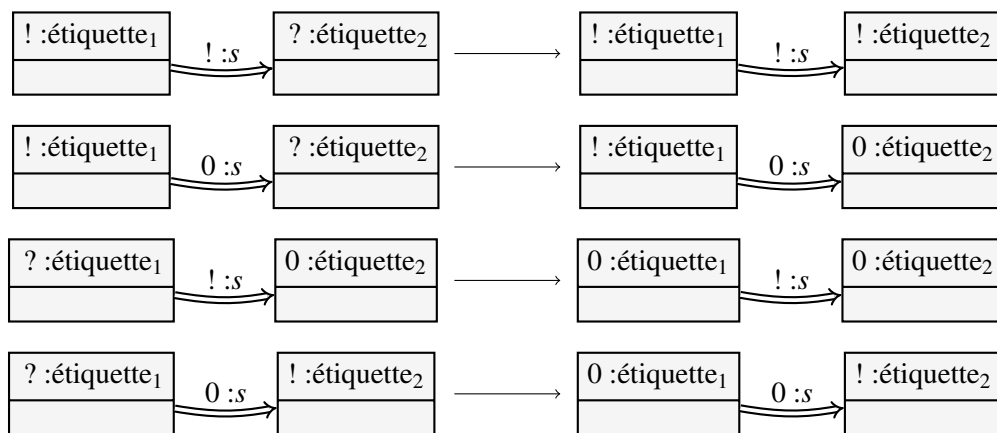 ! :étiquette₁ ! :s ? :étiquette₂ ! :étiquette₁ ! :s ! :étiquette₂
! :étiquette₁ 0 :s ? :étiquette₂ ! :étiquette₁ 0 :s 0 :étiquette₂
? :étiquette₁ ! :s 0 :étiquette₂ 0 :étiquette₁ ! :s 0 :étiquette₂
? :étiquette₁ 0 :s ! :étiquette₂ 0 :étiquette₁ 0 :s ! :étiquette₂